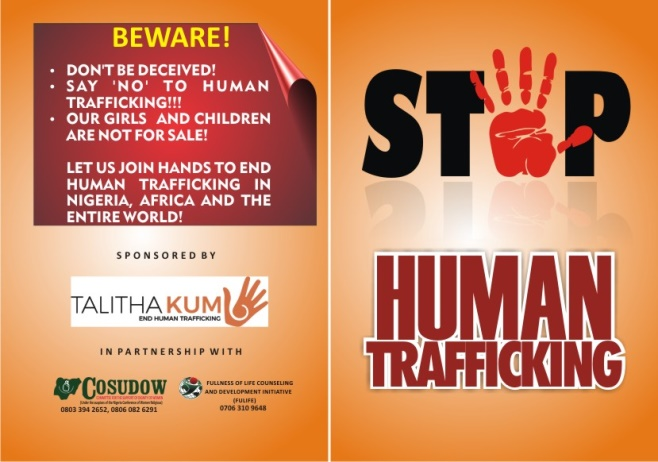 BEWARE!
• DON'T BE DECEIVED!
• SAY 'NO' TO HUMAN
TRAFFICKING!!!
• OUR GIRLS AND CHILDREN
ARE NOT FOR SALE!
LET US JOIN HANDS TO END
HUMAN TRAFFICKING IN
NIGERIA, AFRICA AND THE
ENTIRE WORLD!
SPONSORED BY
TALITHA KUM
END HUMAN TRAFFICKING
IN PARTNERSHIP WITH
COSUDOW
0803 394 2652, 0806 082 6291
FULLNESS OF LIFE COUNSELING
AND DEVELOPMENT INITIATIVE
(FULIFE)
0706 310 9648
STOP
HUMAN
TRAFFICKING